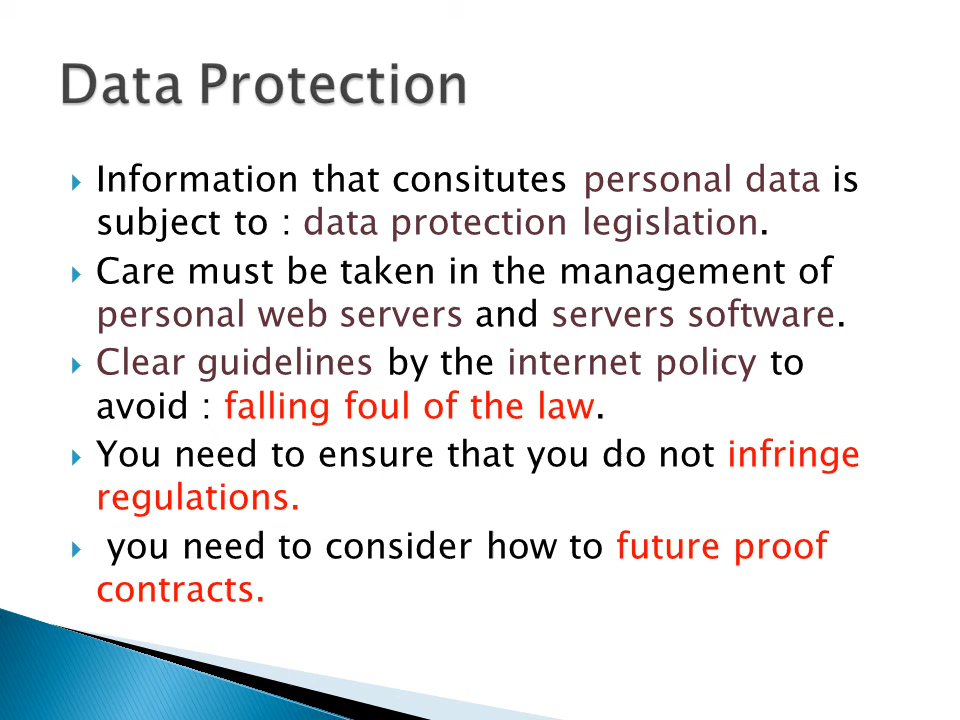 Data Protection
Information that consitutes personal data is
subject to : data protection legislation.
Care must be taken in the management of
personal web servers and servers software.
Clear guidelines by the internet policy to
avoid : falling foul of the law.
You need to ensure that you do not infringe
regulations.
you need to consider how to future proof
contracts.